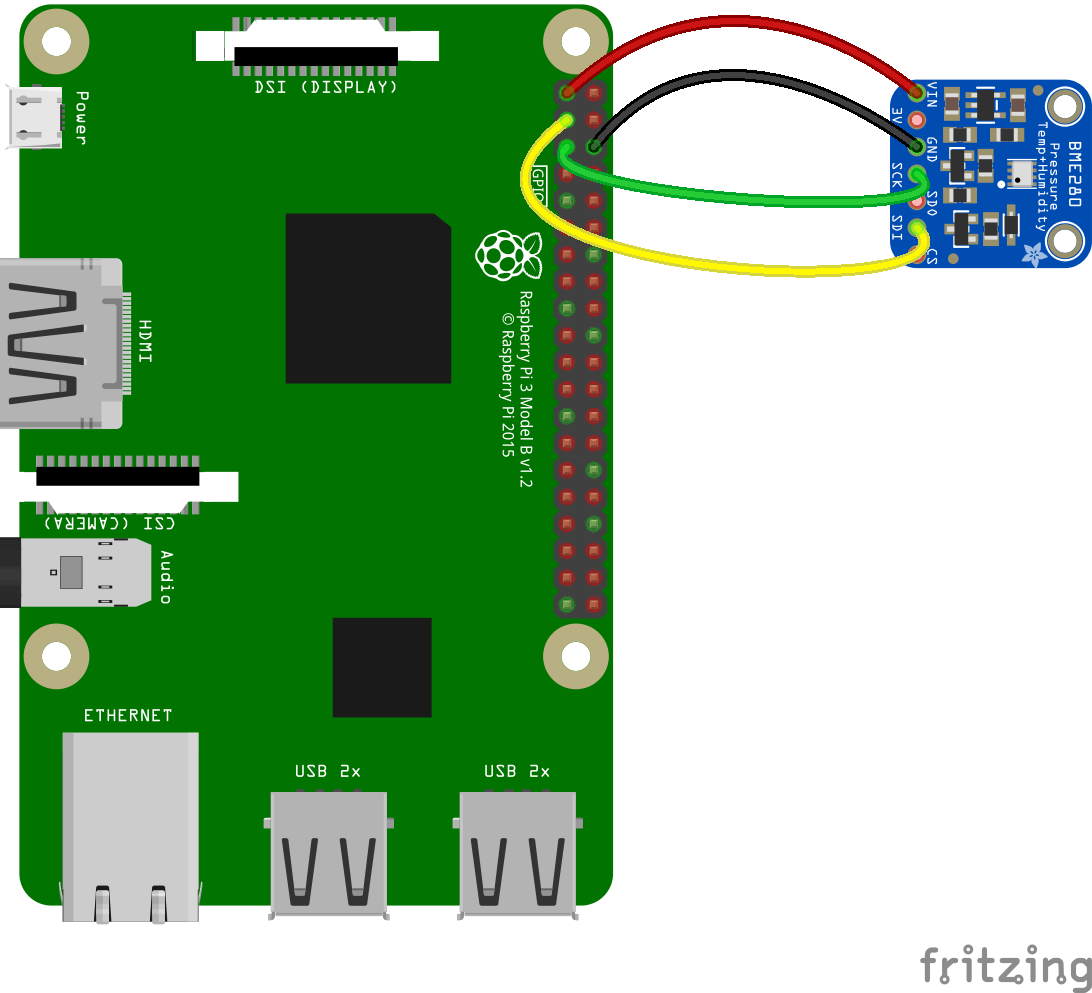 DSI (DISPLAY)
Power
HDMI
CSI (CAMERA)
Audio
ETHERNET
USB 2x
USB 2x
GPIO
Raspberry Pi 3 Model B v1.2
© Raspberry Pi 2015
VIN
3V
GND
SCK
SDO
SDI
CS
BME280
Pressure
Temp+Humidity
fritzing